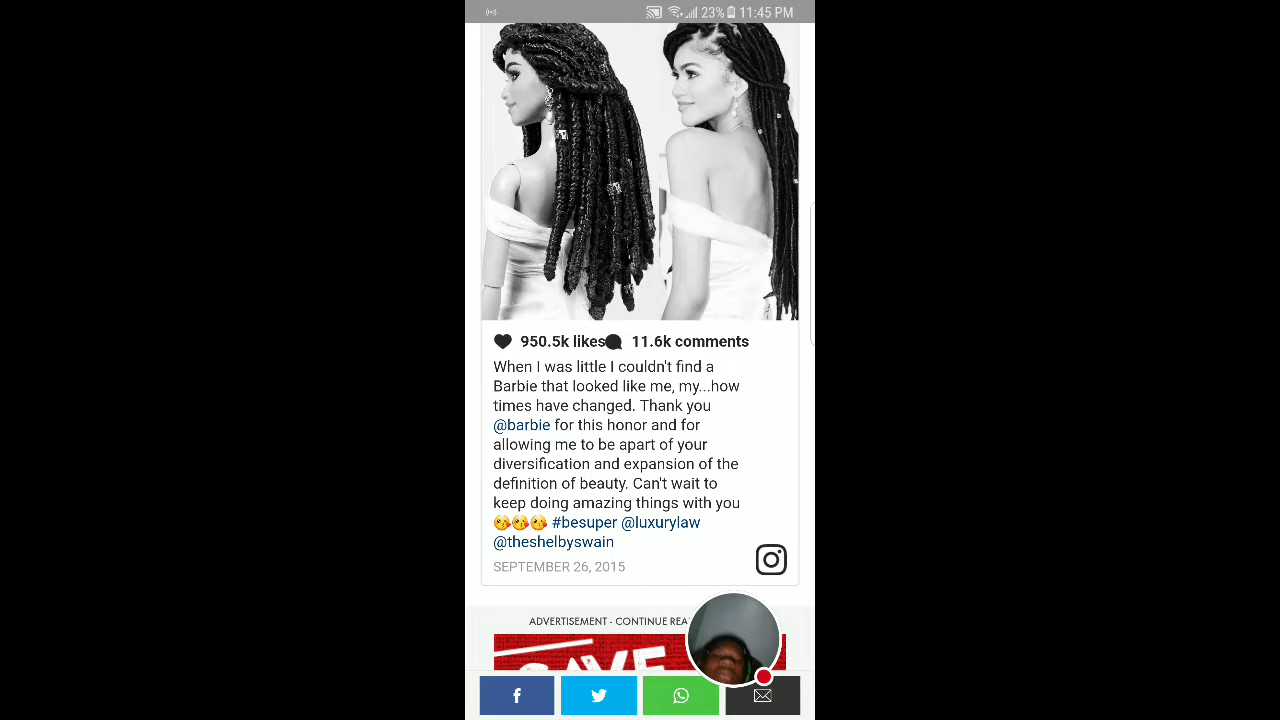 23% 11:45 PM
950.5k likes 11.6k comments
When I was little I couldn't find a
Barbie that looked like me, my...how
times have changed. Thank you
@barbie for this honor and for
allowing me to be apart of your
diversification and expansion of the
definition of beauty. Can't wait to
keep doing amazing things with you
😘😘😘 #besuper @luxurylaw
@theshelbyswain
SEPTEMBER 26, 2015
ADVERTISEMENT - CONTINUE REA
SAVE